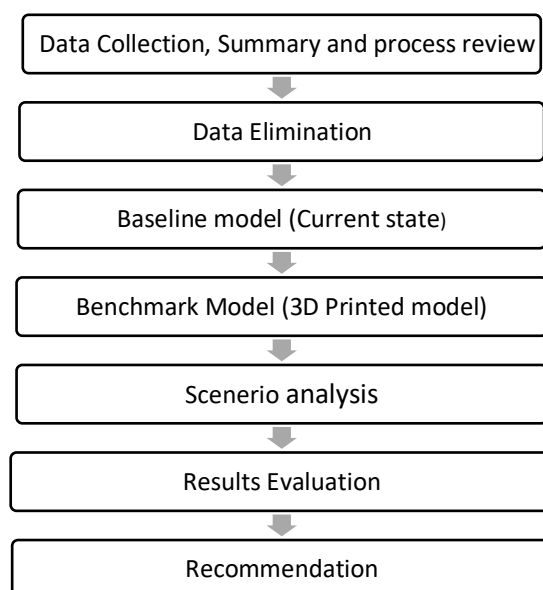 Data Collection, Summary and process review
Data Elimination
Baseline model (Current state)
Benchmark Model (3D Printed model)
Scenerio analysis
Results Evaluation
Recommendation